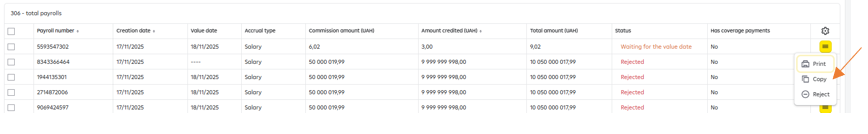 306 - total payrolls
Payroll number Creation date Value date Accrual type Commission amount (UAH) Amount credited (UAH) Total amount (UAH) Status Has coverage payments
5593547302 17/11/2025 18/11/2025 Salary 6,02 3,00 9,02 Waiting for the value date No
8343366464 17/11/2025 ---- Salary 50 000 019,99 9 999 999 998,00 10 050 000 017,99 Rejected No
Print
1944135301 17/11/2025 18/11/2025 Salary 50 000 019,99 9 999 999 998,00 10 050 000 017,99 Rejected No
Copy
2714872006 17/11/2025 18/11/2025 Salary 50 000 019,99 9 999 999 998,00 10 050 000 017,99 Rejected No
Reject
9069424597 17/11/2025 18/11/2025 Salary 50 000 019,99 9 999 999 998,00 10 050 000 017,99 Rejected No